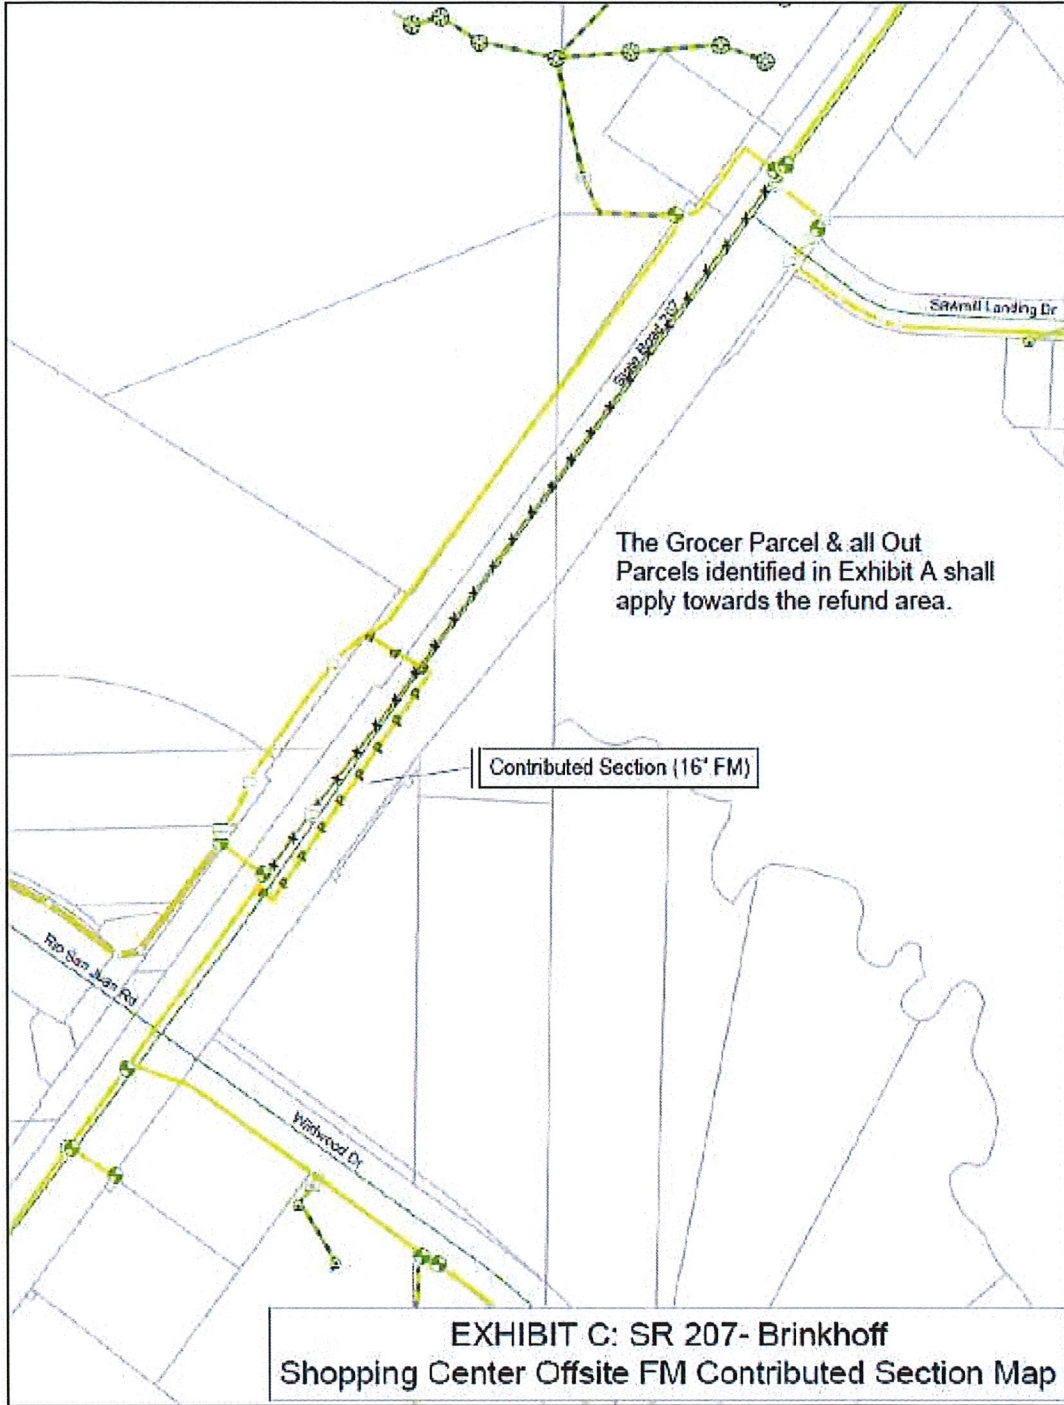 Sawmill Landing Dr
State Road 207
The Grocer Parcel & all Out
Parcels identified in Exhibit A shall
apply towards the refund area.
Contributed Section (16" FM)
Rio San Juan Rd
Wildwood Dr
EXHIBIT C: SR 207- Brinkhoff
Shopping Center Offsite FM Contributed Section Map